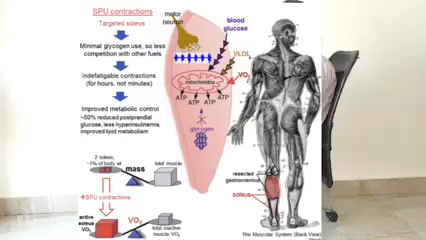 SPU contractions
Targeted soleus
Minimal glycogen use, so less
competition with other fuels
Indefatigable contractions
(for hours, not minutes)
Improved metabolic control
~50% reduced postprandial
glucose, less hyperinsulinemia,
improved lipid metabolism
2 soleus,
~1% of body wt
mass
total muscle
SPU contractions
active
soleus
VO2
VO2
total inactive
muscle VO2
motor
neuron
blood
glucose
VLDL
VO2
mitochondria
ATP
ATP
ATP
ATP
glycogen
resected
gastrocnemius
soleus
The Muscular System (Back View)